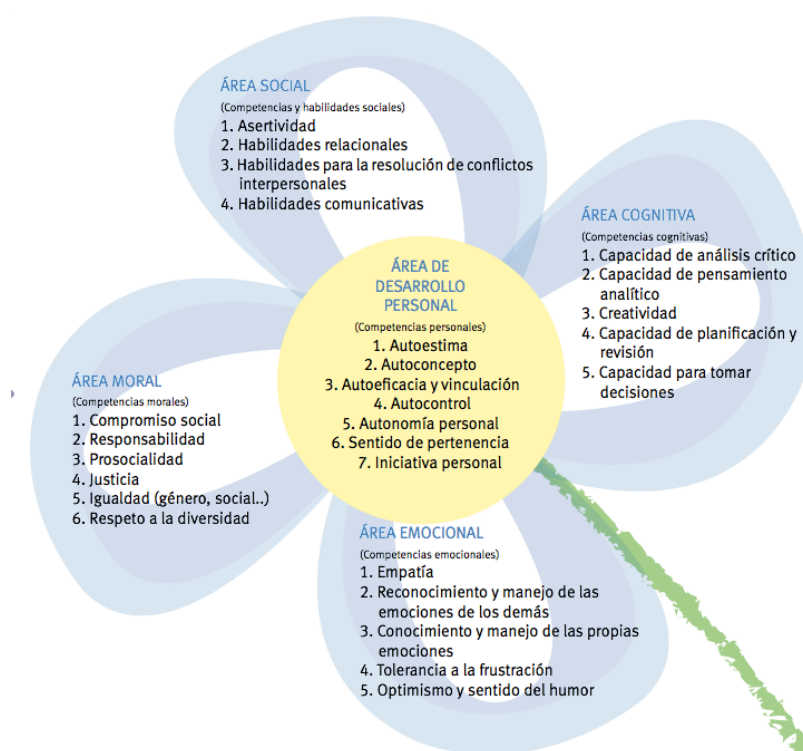 ÁREA SOCIAL
(Competencias y habilidades sociales)
1. Asertividad
2. Habilidades relacionales
3. Habilidades para la resolución de conflictos
interpersonales
4. Habilidades comunicativas
ÁREA COGNITIVA
(Competencias cognitivas)
1. Capacidad de análisis crítico
2. Capacidad de pensamiento
analítico
3. Creatividad
4. Capacidad de planificación y
revisión
5. Capacidad para tomar
decisiones
ÁREA DE
DESARROLLO
PERSONAL
(Competencias personales)
1. Autoestima
2. Autoconcepto
3. Autoeficacia y vinculación
4. Autocontrol
5. Autonomía personal
6. Sentido de pertenencia
7. Iniciativa personal
ÁREA MORAL
(Competencias morales)
1. Compromiso social
2. Responsabilidad
3. Prosocialidad
4. Justicia
5. Igualdad (género, social..)
6. Respeto a la diversidad
ÁREA EMOCIONAL
(Competencias emocionales)
1. Empatía
2. Reconocimiento y manejo de las
emociones de los demás
3. Conocimiento y manejo de las propias
emociones
4. Tolerancia a la frustración
5. Optimismo y sentido del humor